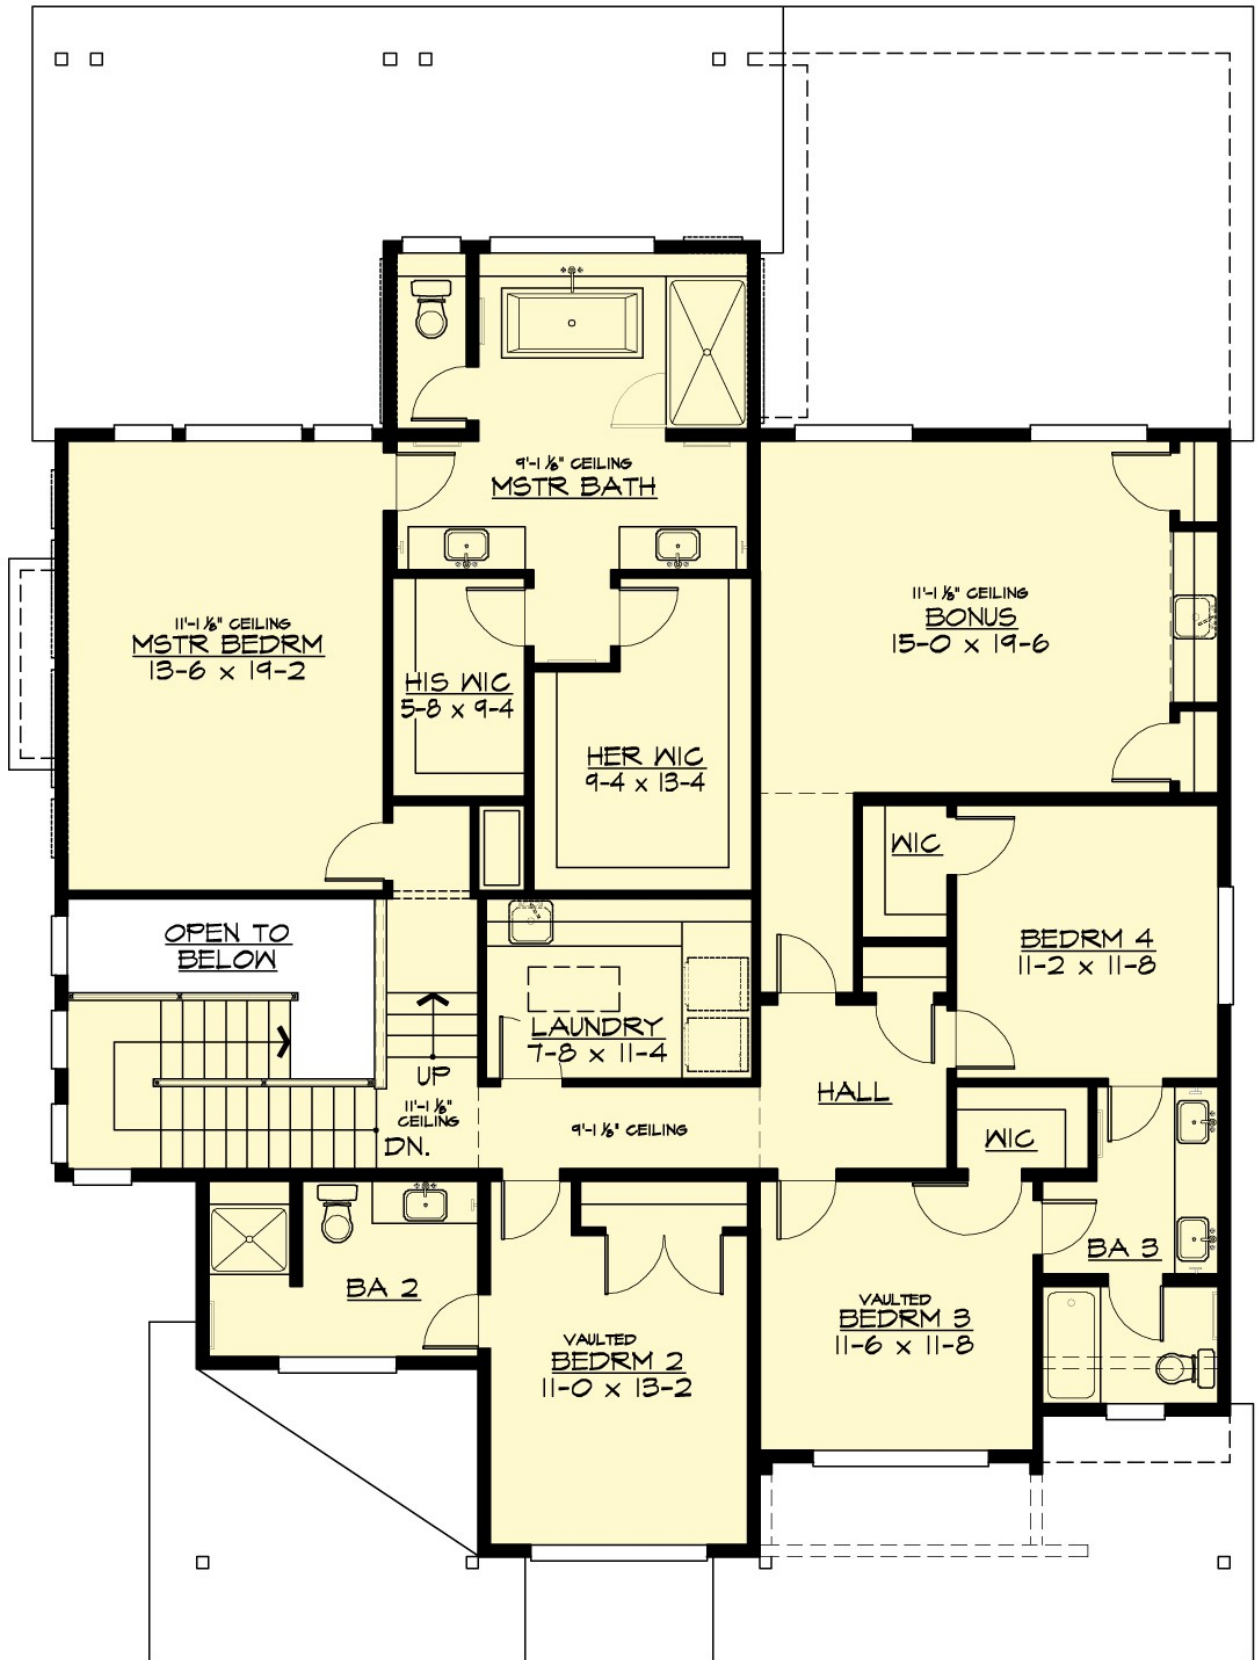 9'-1 ⅛" CEILING
MSTR BATH
11'-1 ⅛" CEILING
MSTR BEDRM
13-6 x 19-2
11'-1 ⅛" CEILING
BONUS
15-0 x 19-6
HIS WIC
5-8 x 9-4
HER WIC
9-4 x 13-4
WIC
OPEN TO
BELOW
BEDRM 4
11-2 x 11-8
LAUNDRY
7-8 x 11-4
UP
11'-1 ⅛"
CEILING
DN.
9'-1 ⅛" CEILING
HALL
WIC
BA 2
BA 3
VAULTED
BEDRM 3
11-6 x 11-8
VAULTED
BEDRM 2
11-0 x 13-2